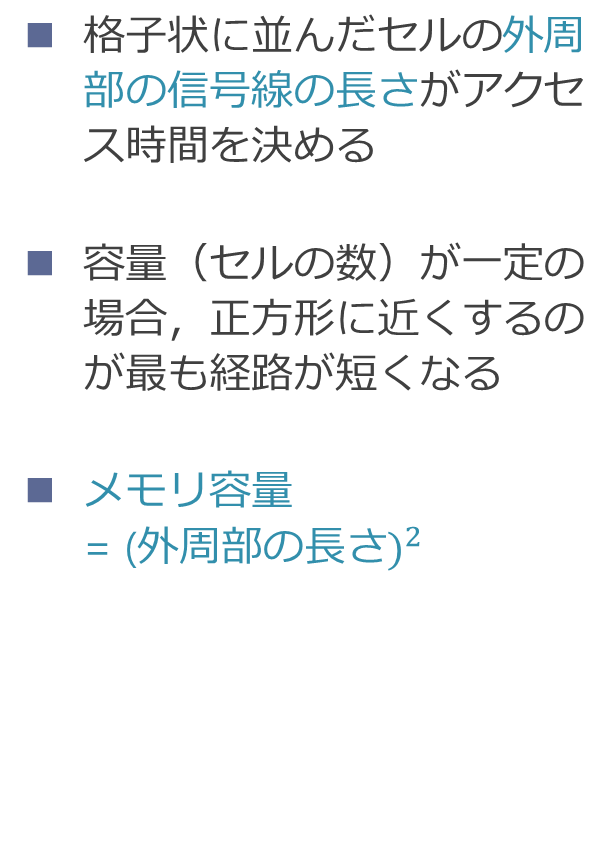 ■ 格子状に並んだセルの外周
部の信号線の長さがアクセ
ス時間を決める
■ 容量（セルの数）が一定の
場合，正方形に近くするの
が最も経路が短くなる
■ メモリ容量
= (外周部の長さ)²